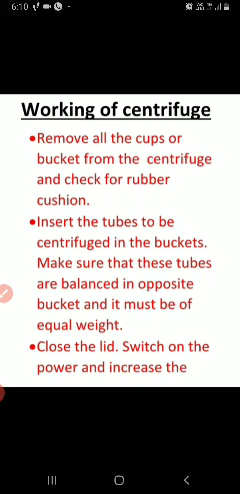 6:10
Working of centrifuge
•Remove all the cups or
bucket from the centrifuge
and check for rubber
cushion.
•Insert the tubes to be
centrifuged in the buckets.
Make sure that these tubes
are balanced in opposite
bucket and it must be of
equal weight.
•Close the lid. Switch on the
power and increase the